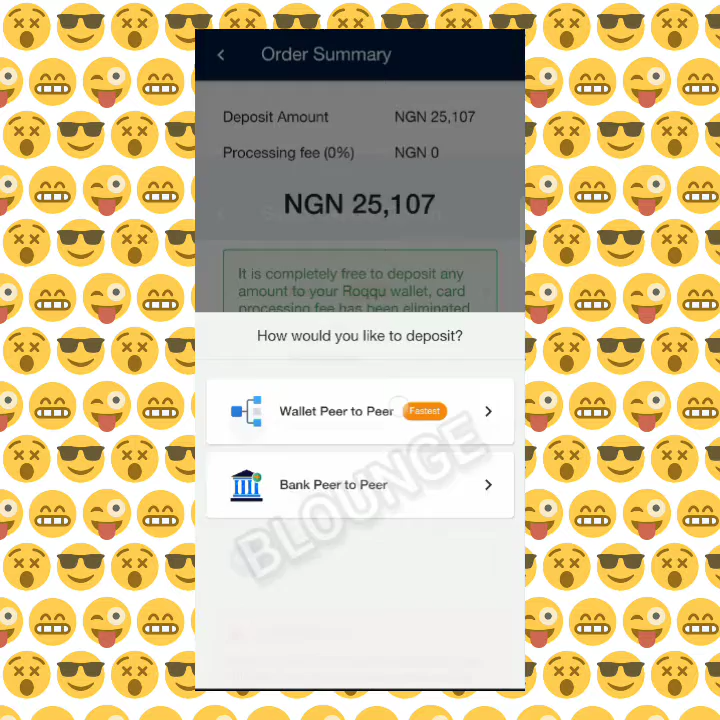 Order Summary
Deposit Amount NGN 25,107
Processing fee (0%) NGN 0
NGN 25,107
It is completely free to deposit any
amount to your Roqqu wallet, card
processing fee has been eliminated
How would you like to deposit?
Wallet Peer to Peer Fastest
Bank Peer to Peer
BLOUNGE